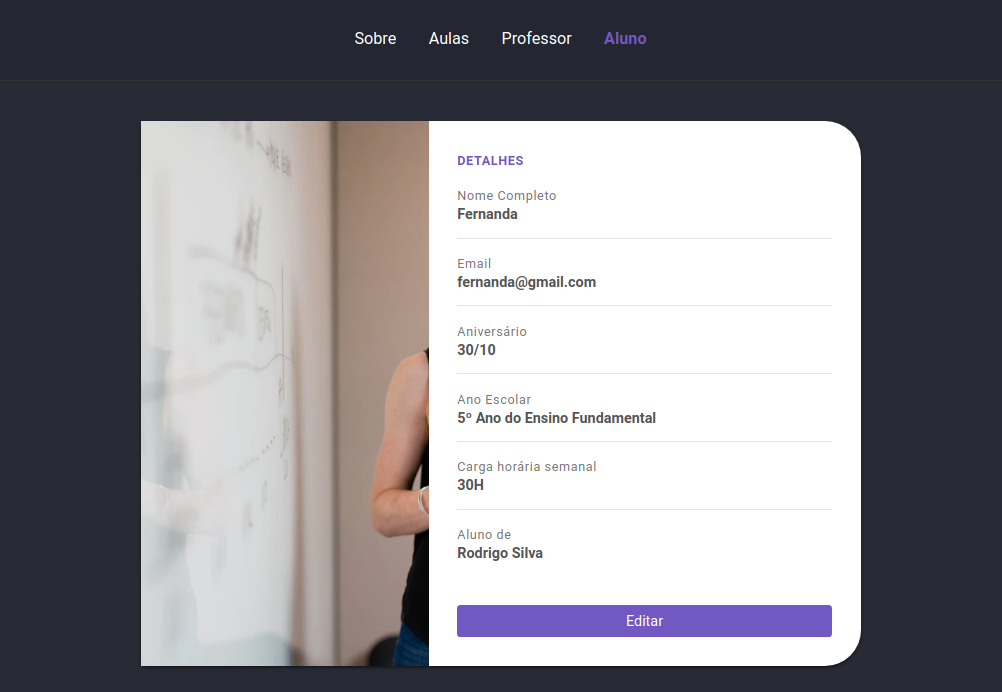 Sobre Aulas Professor Aluno
DETALHES
Nome Completo
Fernanda
Email
fernanda@gmail.com
Aniversário
30/10
Ano Escolar
5º Ano do Ensino Fundamental
Carga horária semanal
30H
Aluno de
Rodrigo Silva
Editar